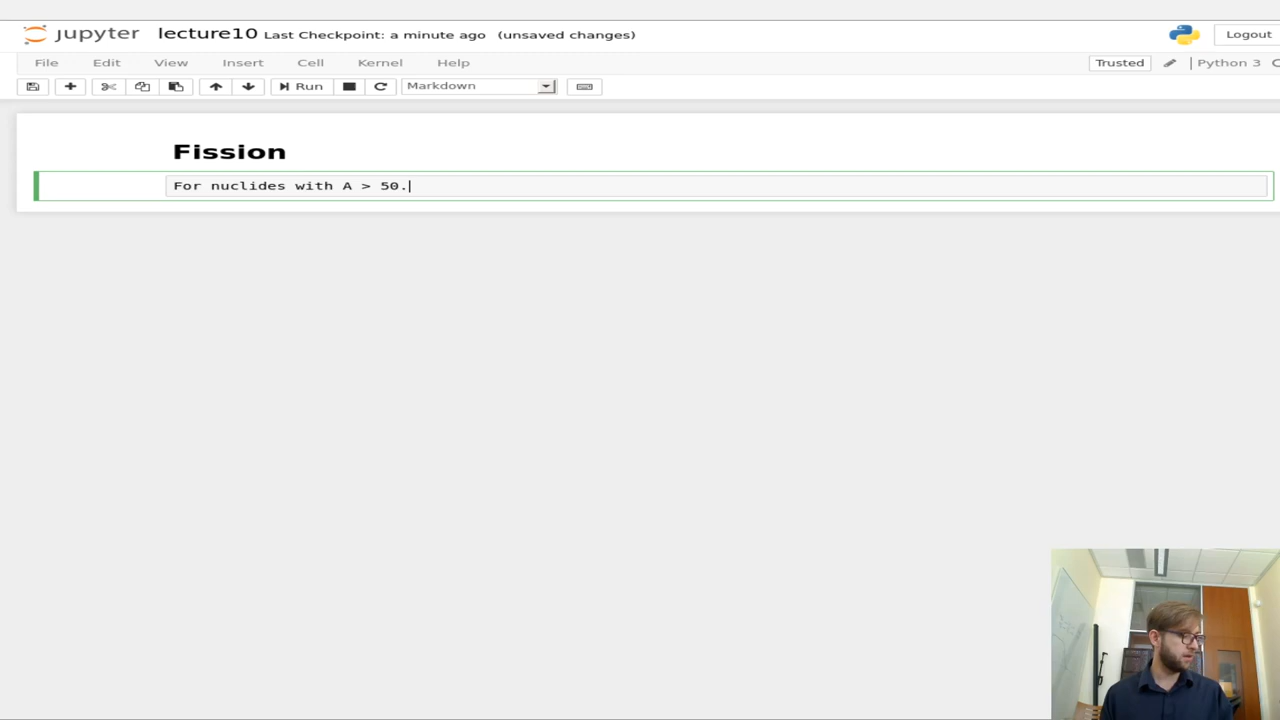 jupyter lecture10 Last Checkpoint: a minute ago (unsaved changes) Logout
File Edit View Insert Cell Kernel Help Trusted Python 3
Run Markdown
Fission
For nuclides with A > 50.